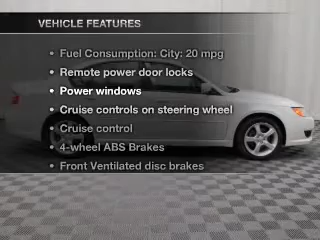 VEHICLE FEATURES
• Fuel Consumption: City: 20 mpg
• Remote power door locks
• Power windows
• Cruise controls on steering wheel
• Cruise control
• 4-wheel ABS Brakes
• Front Ventilated disc brakes